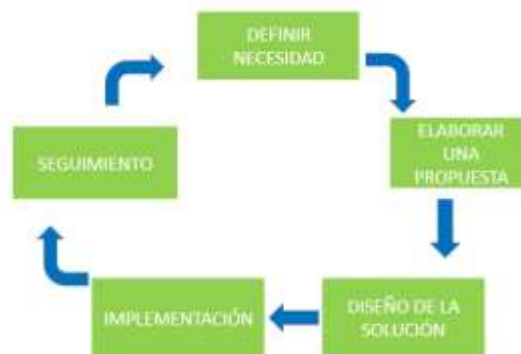 DEFINIR
NECESIDAD
ELABORAR
UNA
PROPUESTA
DISEÑO DE LA
SOLUCIÓN
IMPLEMENTACIÓN
SEGUIMIENTO